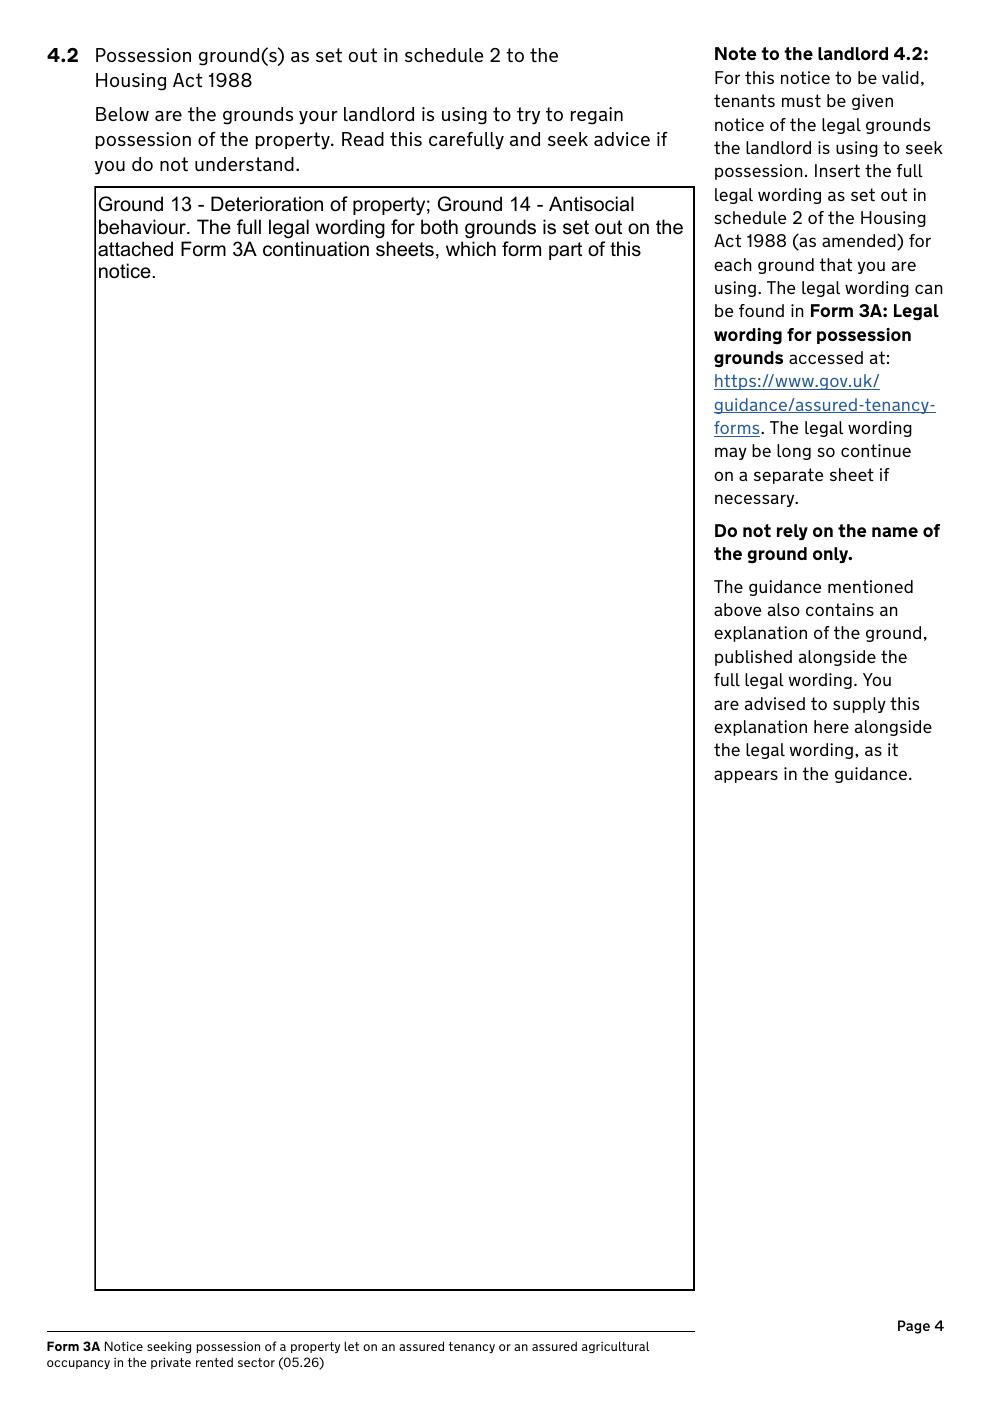 4.2 Possession ground(s) as set out in schedule 2 to the
Housing Act 1988
Below are the grounds your landlord is using to try to regain
possession of the property. Read this carefully and seek advice if
you do not understand.
Ground 13 - Deterioration of property; Ground 14 - Antisocial
behaviour. The full legal wording for both grounds is set out on the
attached Form 3A continuation sheets, which form part of this
notice.
Note to the landlord 4.2:
For this notice to be valid,
tenants must be given
notice of the legal grounds
the landlord is using to seek
possession. Insert the full
legal wording as set out in
schedule 2 of the Housing
Act 1988 (as amended) for
each ground that you are
using. The legal wording can
be found in Form 3A: Legal
wording for possession
grounds accessed at:
https://www.gov.uk/
guidance/assured-tenancy-
forms. The legal wording
may be long so continue
on a separate sheet if
necessary.
Do not rely on the name of
the ground only.
The guidance mentioned
above also contains an
explanation of the ground,
published alongside the
full legal wording. You
are advised to supply this
explanation here alongside
the legal wording, as it
appears in the guidance.
Page 4
Form 3A Notice seeking possession of a property let on an assured tenancy or an assured agricultural
occupancy in the private rented sector (05.26)